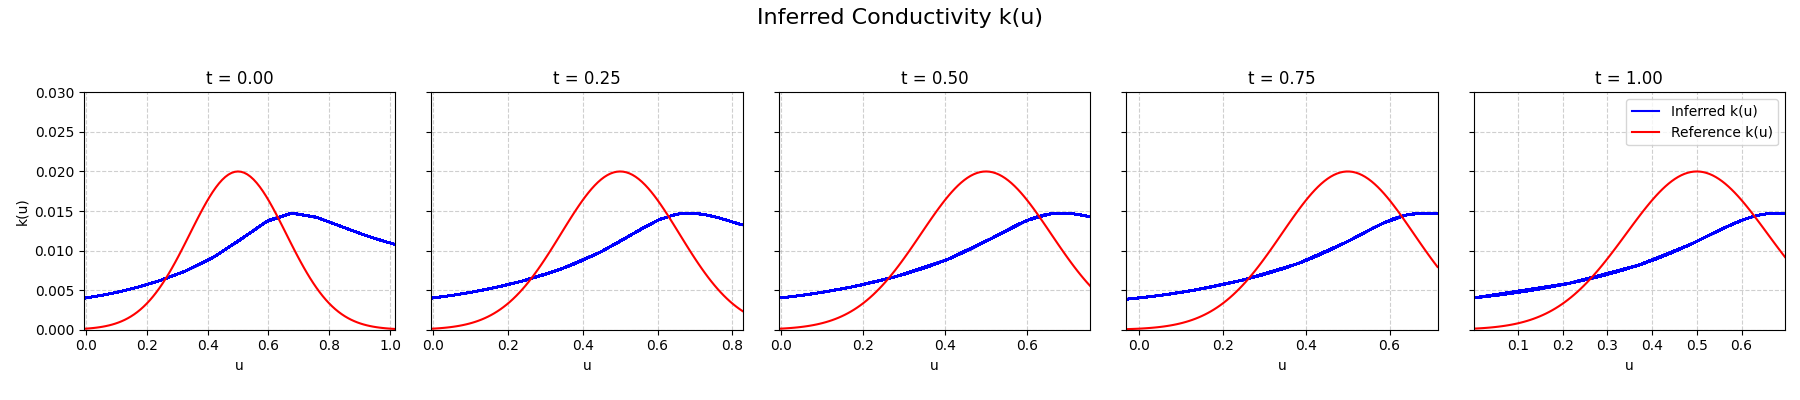 Inferred Conductivity k(u)
t = 0.00
t = 0.25
t = 0.50
t = 0.75
t = 1.00
k(u)
0.030
0.025
0.020
0.015
0.010
0.005
0.000
Inferred k(u)
Reference k(u)
0.0 0.2 0.4 0.6 0.8 1.0
0.0 0.2 0.4 0.6 0.8
0.0 0.2 0.4 0.6
0.0 0.2 0.4 0.6
0.1 0.2 0.3 0.4 0.5 0.6
u
u
u
u
u